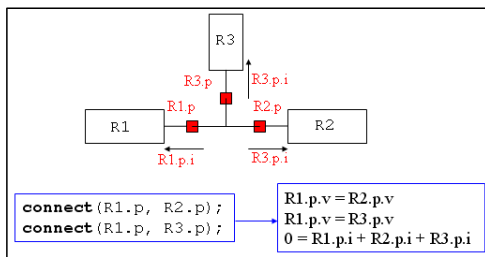 R3
R3.p
R3.p.i
R1.p
R2.p
R1
R2
R1.p.i
R3.p.i
connect(R1.p, R2.p);
connect(R1.p, R3.p);
R1.p.v = R2.p.v
R1.p.v = R3.p.v
0 = R1.p.i + R2.p.i + R3.p.i